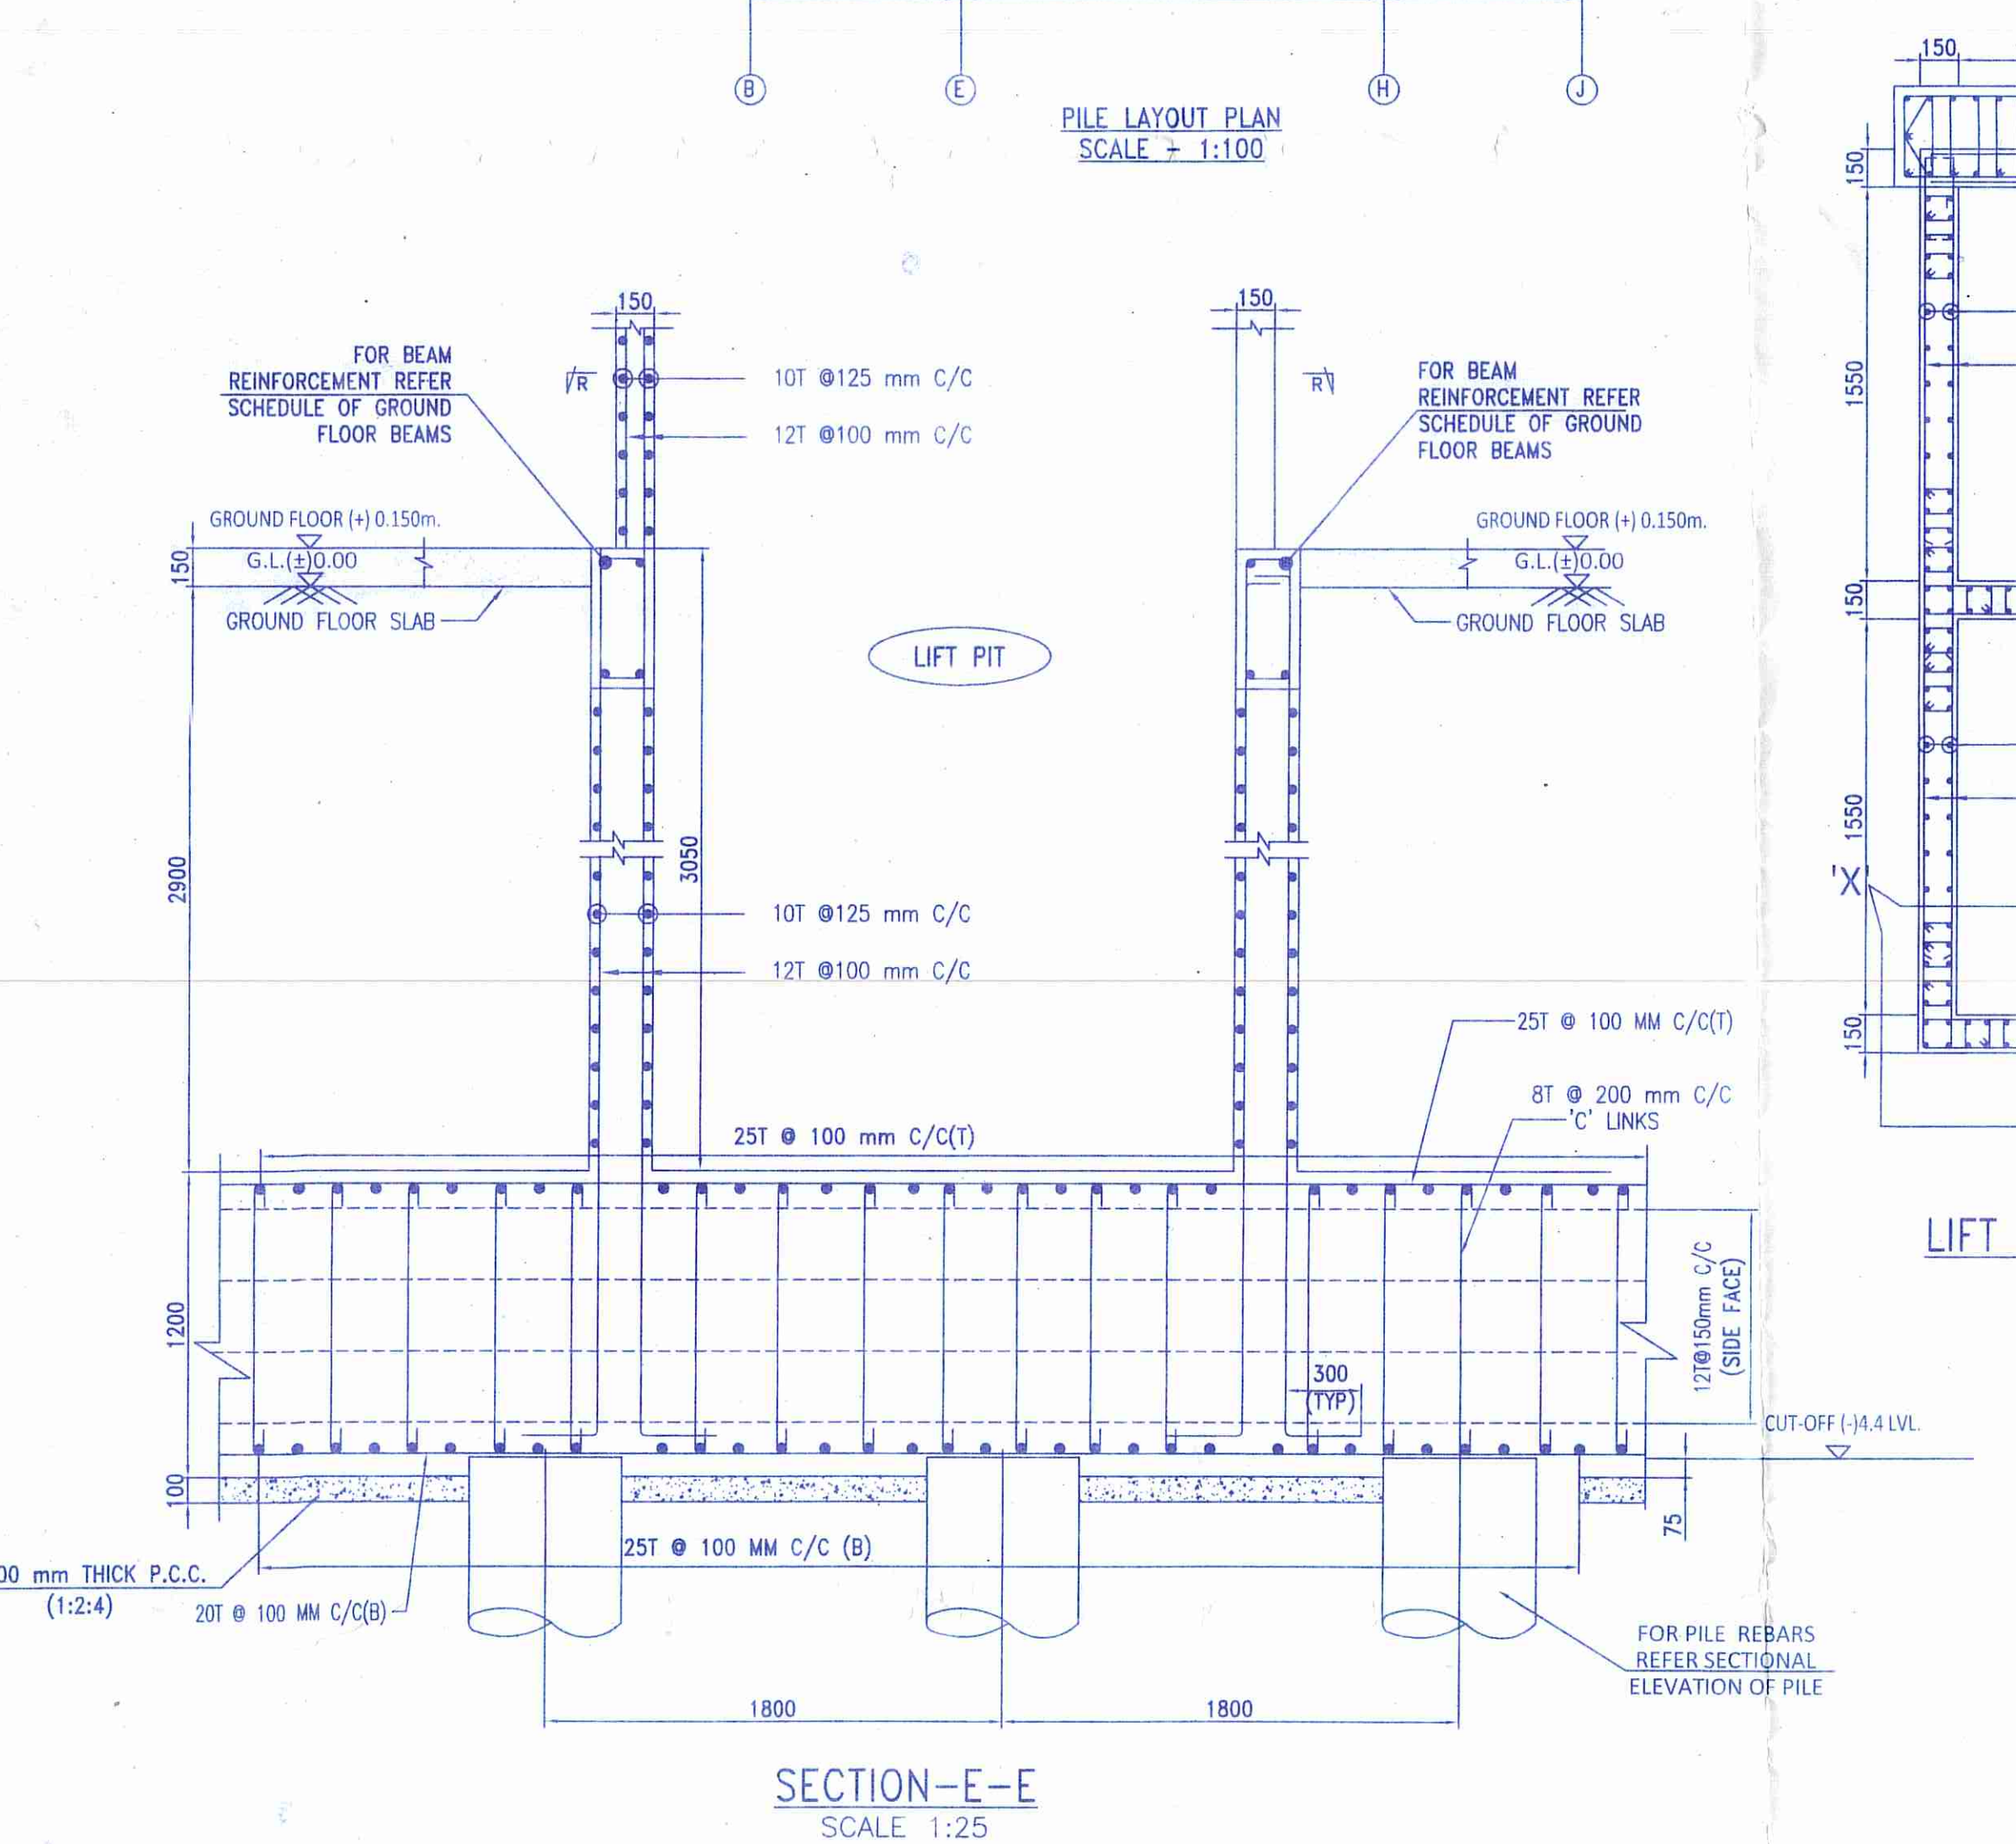 B
E
H
J
PILE LAYOUT PLAN
SCALE - 1:100
150
150
150
150
FOR BEAM
REINFORCEMENT REFER
SCHEDULE OF GROUND
FLOOR BEAMS
R
10T @125 mm C/C
12T @100 mm C/C
R
FOR BEAM
REINFORCEMENT REFER
SCHEDULE OF GROUND
FLOOR BEAMS
1550
GROUND FLOOR (+) 0.150m.
G.L.(±)0.00
150
GROUND FLOOR SLAB
GROUND FLOOR (+) 0.150m.
G.L.(±)0.00
GROUND FLOOR SLAB
150
LIFT PIT
2900
3050
1550
'X'
10T @125 mm C/C
12T @100 mm C/C
25T @ 100 MM C/C(T)
150
8T @ 200 mm C/C
'C' LINKS
25T @ 100 mm C/C(T)
LIFT
1200
12T@150mm C/C
(SIDE FACE)
300
(TYP)
CUT-OFF (-)4.4 LVL.
100
75
25T @ 100 MM C/C (B)
00 mm THICK P.C.C.
(1:2:4)
20T @ 100 MM C/C(B)
FOR PILE REBARS
REFER SECTIONAL
ELEVATION OF PILE
1800
1800
SECTION-E-E
SCALE 1:25